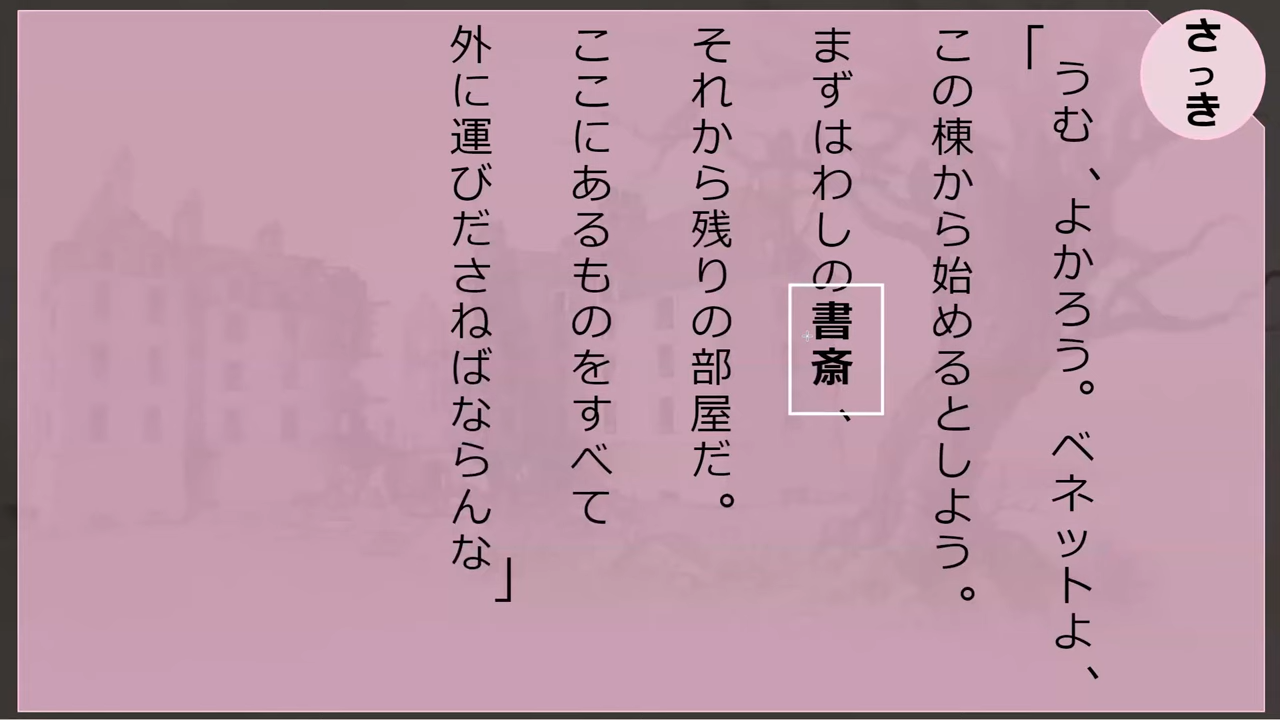 さっき
「うむ、よかろう。ベネットよ、
この棟から始めるとしよう。
まずはわしの書斎、
それから残りの部屋だ。
ここにあるものをすべて
外に運びださねばならんな」